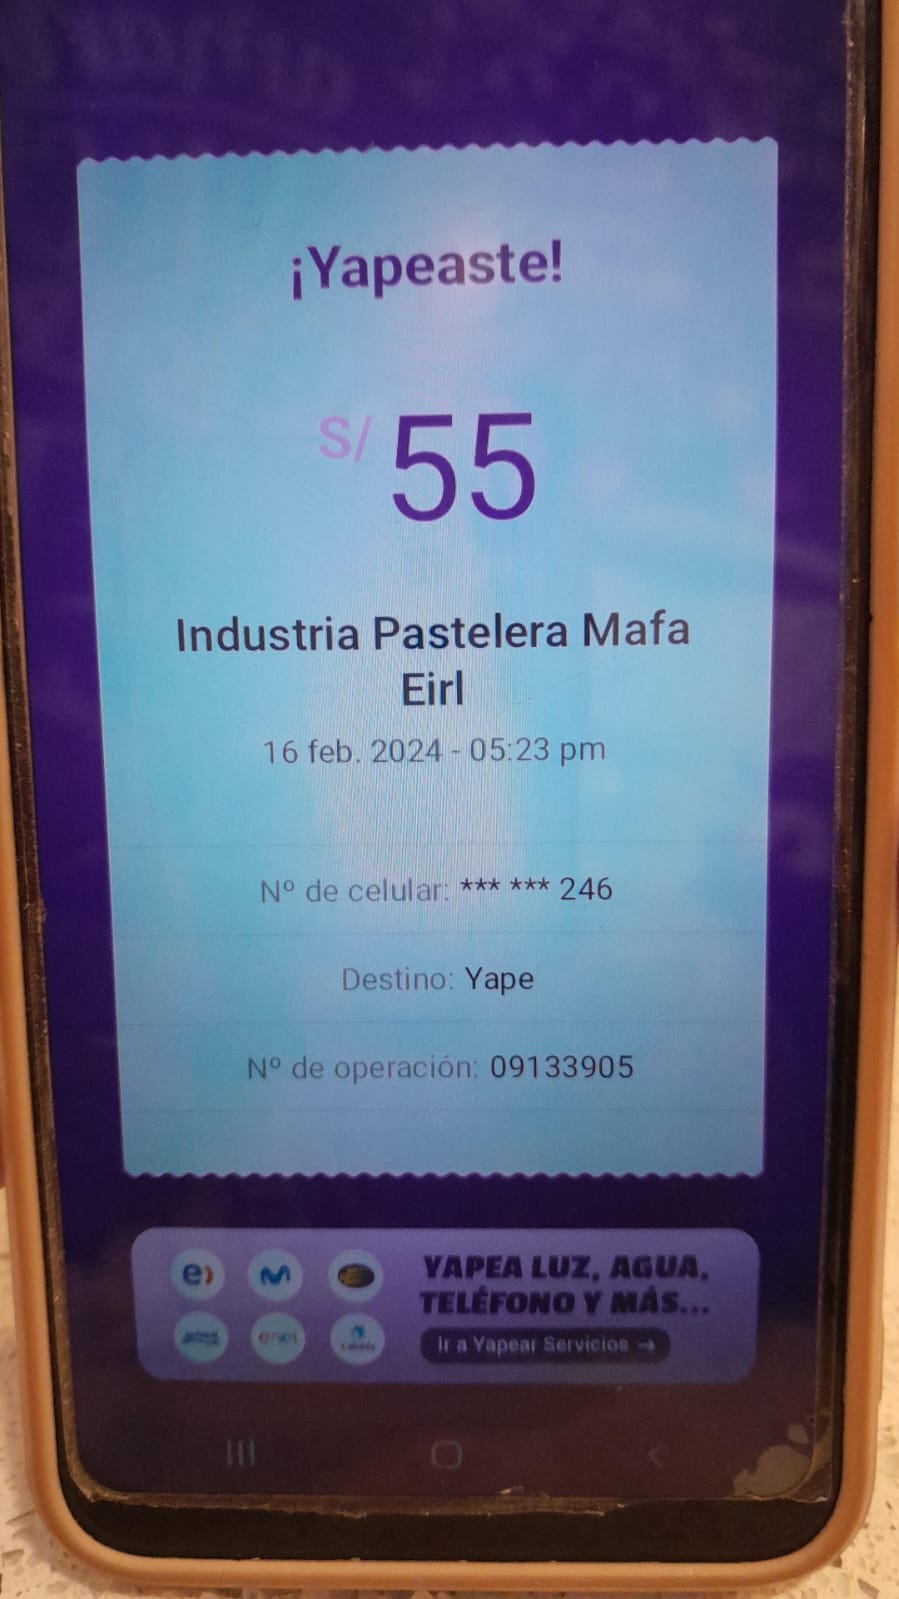 ¡Yapeaste!
S/ 55
Industria Pastelera Mafa
Eirl
16 feb. 2024 - 05:23 pm
Nº de celular: *** *** 246
Destino: Yape
Nº de operación: 09133905
e)
YAPEA LUZ, AGUA,
TELÉFONO Y MÁS...
enel
Ir a Yapear Servicios →